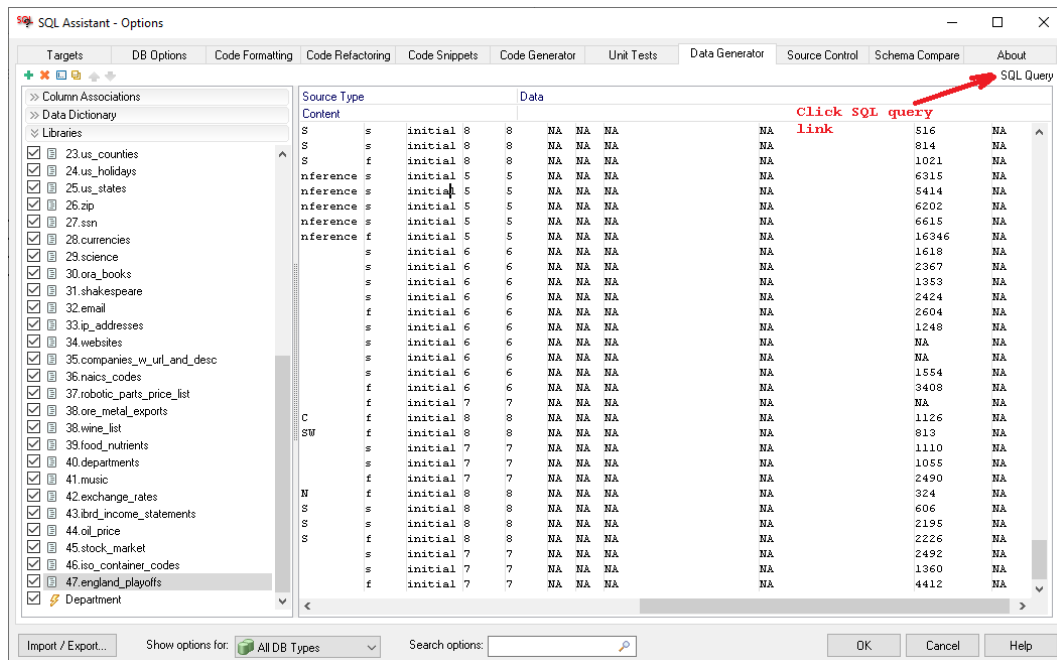 SQL Assistant - Options
Targets DB Options Code Formatting Code Refactoring Code Snippets Code Generator Unit Tests Data Generator Source Control Schema Compare About
SQL Query
Column Associations
Data Dictionary
Libraries
23.us_counties
24.us_holidays
25.us_states
26.zip
27.ssn
28.currencies
29.science
30.ora_books
31.shakespeare
32.email
33.ip_addresses
34.websites
35.companies_w_url_and_desc
36.naics_codes
37.robotic_parts_price_list
38.ore_metal_exports
38.wine_list
39.food_nutrients
40.departments
41.music
42.exchange_rates
43.ibrd_income_statements
44.oil_price
45.stock_market
46.iso_container_codes
47.england_playoffs
Department
Source Type Data
Content
Click SQL query
link
S s initial 8 8 NA NA NA NA 516 NA
S s initial 8 8 NA NA NA NA 814 NA
S f initial 8 8 NA NA NA NA 1021 NA
nference s initial 5 5 NA NA NA NA 6315 NA
nference s initial 5 5 NA NA NA NA 5414 NA
nference s initial 5 5 NA NA NA NA 6202 NA
nference s initial 5 5 NA NA NA NA 6615 NA
nference f initial 5 5 NA NA NA NA 16346 NA
s initial 6 6 NA NA NA NA 1618 NA
s initial 6 6 NA NA NA NA 2367 NA
s initial 6 6 NA NA NA NA 1353 NA
s initial 6 6 NA NA NA NA 2424 NA
f initial 6 6 NA NA NA NA 2604 NA
s initial 6 6 NA NA NA NA 1248 NA
s initial 6 6 NA NA NA NA NA NA
s initial 6 6 NA NA NA NA NA NA
s initial 6 6 NA NA NA NA 1554 NA
f initial 6 6 NA NA NA NA 3408 NA
f initial 7 7 NA NA NA NA NA NA
C f initial 8 8 NA NA NA NA 1126 NA
SW f initial 8 8 NA NA NA NA 813 NA
s initial 7 7 NA NA NA NA 1110 NA
s initial 7 7 NA NA NA NA 1055 NA
f initial 7 7 NA NA NA NA 2490 NA
N f initial 8 8 NA NA NA NA 324 NA
S s initial 8 8 NA NA NA NA 606 NA
S s initial 8 8 NA NA NA NA 2195 NA
S f initial 8 8 NA NA NA NA 2226 NA
s initial 7 7 NA NA NA NA 2492 NA
s initial 7 7 NA NA NA NA 1360 NA
f initial 7 7 NA NA NA NA 4412 NA
Import / Export... Show options for: All DB Types Search options: OK Cancel Help